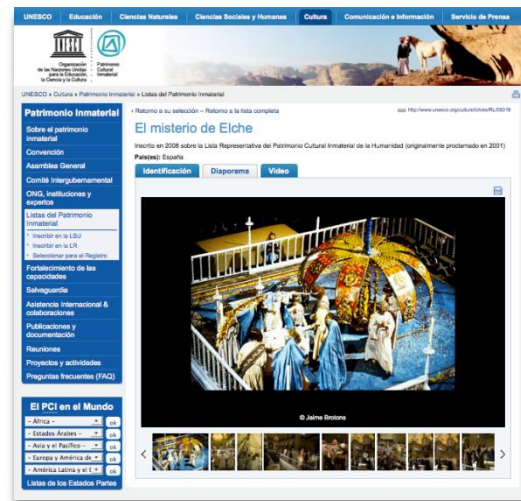 UNESCO Educación Ciencias Naturales Ciencias Sociales y Humanas Cultura Comunicación e Información Servicio de Prensa
Organización
de las Naciones Unidas
para la Educación,
la Ciencia y la Cultura
Patrimonio
Cultural
Inmaterial
UNESCO » Cultura » Patrimonio Inmaterial » Listas del Patrimonio Inmaterial
Patrimonio Inmaterial
Sobre el patrimonio
inmaterial
Convención
Asamblea General
Comité Intergubernamental
ONG, instituciones y
expertos
Listas del Patrimonio
Inmaterial
Inscribir en la LSU
Inscribir en la LR
Seleccionar para el Registro
Fortalecimiento de las
capacidades
Salvaguardia
Asistencia Internacional &
colaboraciones
Publicaciones y
documentación
Reuniones
Proyectos y actividades
Preguntas frecuentes (FAQ)
El PCI en el Mundo
- África - ok
- Estados Árabes - ok
- Asia y el Pacífico - ok
- Europa y América de ok
- América Latina y el C ok
Listas de los Estados Partes
Retorno a su selección – Retorno a la lista completa
El misterio de Elche
Inscrito en 2008 sobre la Lista Representativa del Patrimonio Cultural Inmaterial de la Humanidad (originalmente proclamado en 2001)
País(es): España
Identificación Diaporama Video
© Jaime Brotons